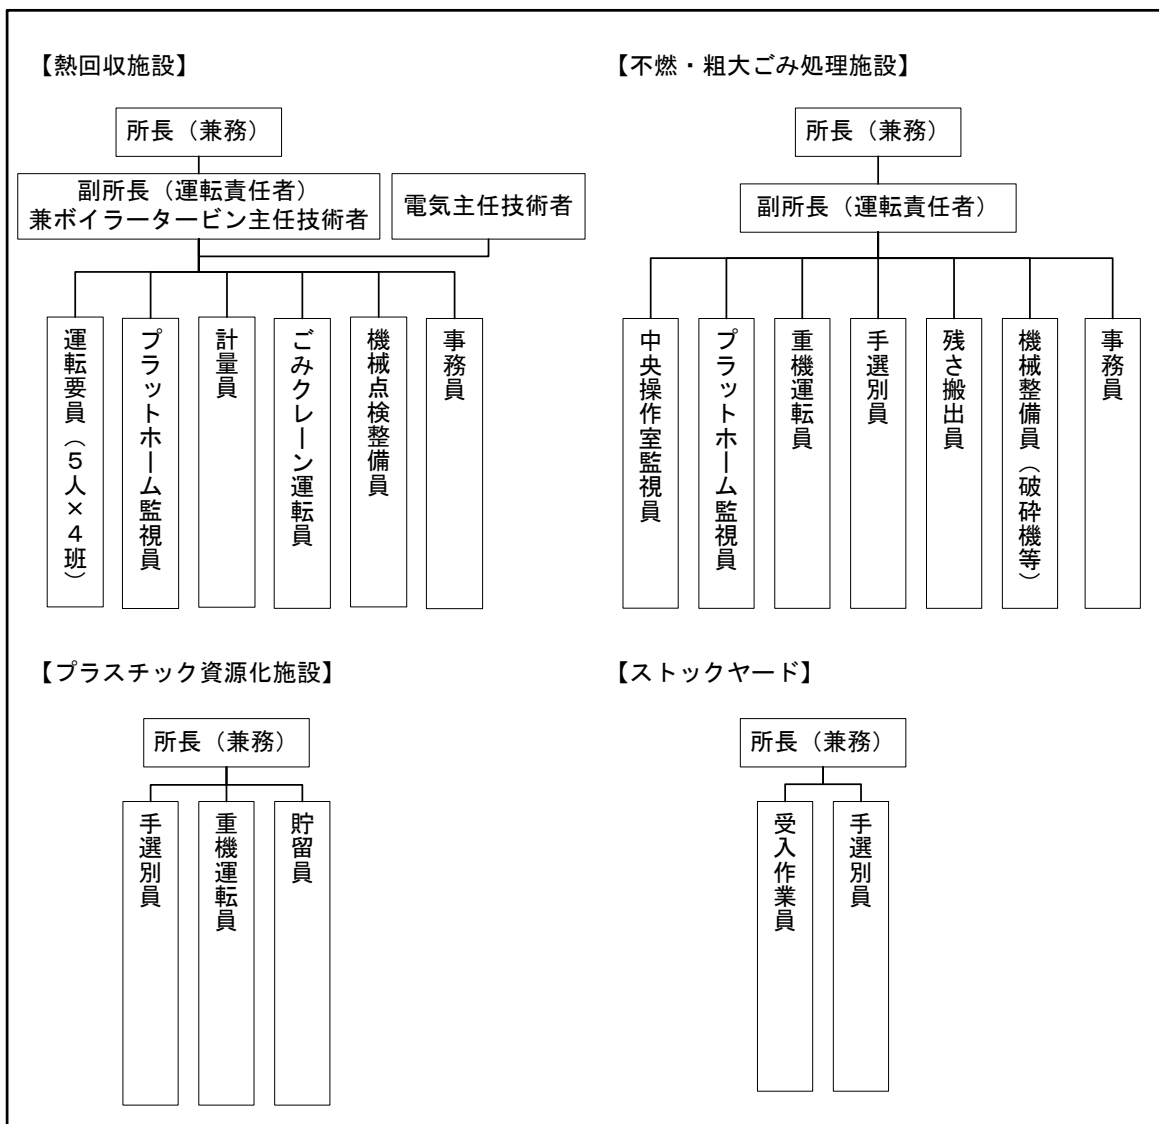 【熱回収施設】
所長（兼務）
副所長（運転責任者）
兼ボイラータービン主任技術者
電気主任技術者
運転要員（５人×４班）
プラットホーム監視員
計量員
ごみクレーン運転員
機械点検整備員
事務員
【不燃・粗大ごみ処理施設】
所長（兼務）
副所長（運転責任者）
中央操作室監視員
プラットホーム監視員
重機運転員
手選別員
残さ搬出員
機械整備員（破砕機等）
事務員
【プラスチック資源化施設】
所長（兼務）
手選別員
重機運転員
貯留員
【ストックヤード】
所長（兼務）
受入作業員
手選別員